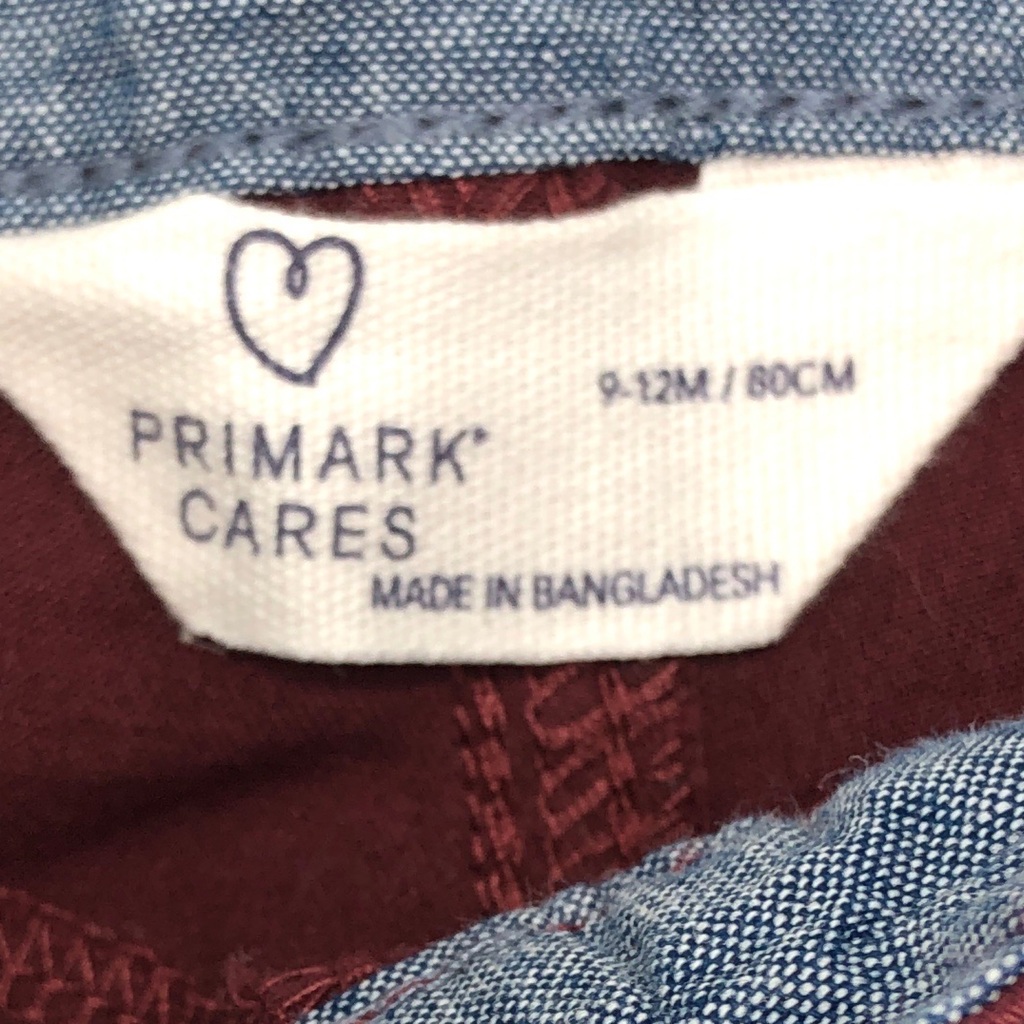 PRIMARK®
CARES
9-12M / 80CM
MADE IN BANGLADESH